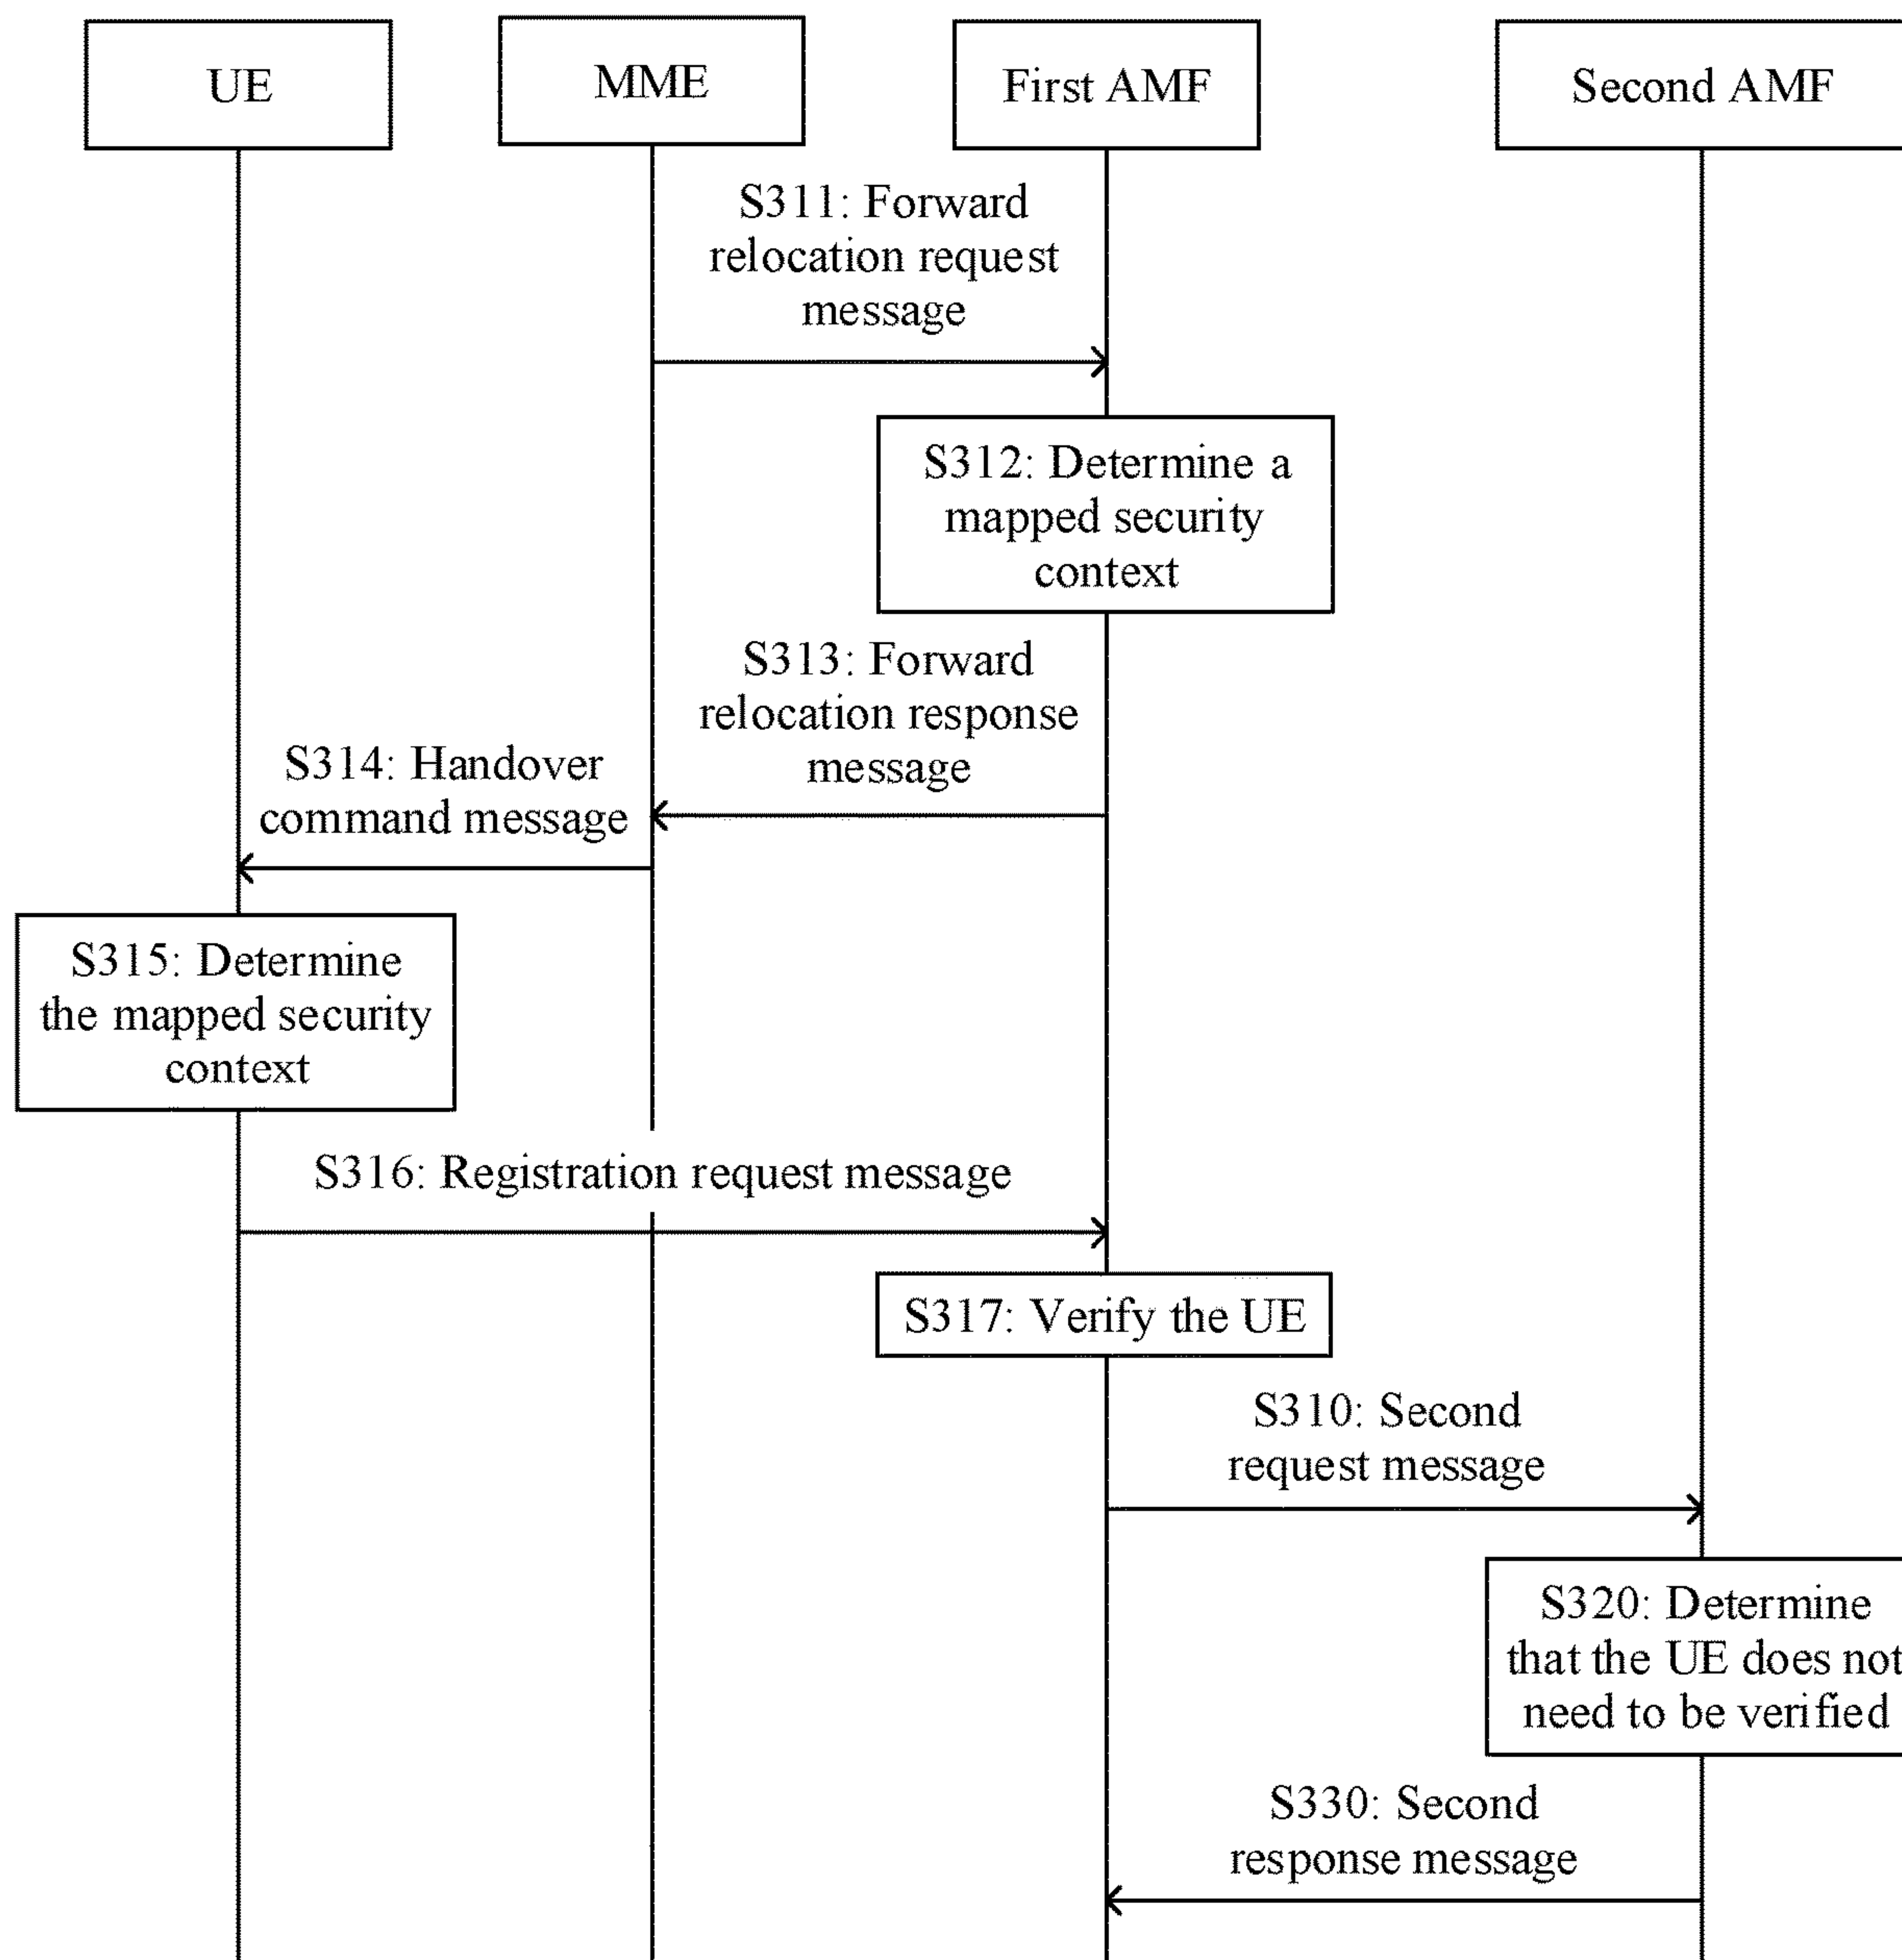 UE
MME
First AMF
Second AMF
S311: Forward
relocation request
message
S312: Determine a
mapped security
context
S313: Forward
relocation response
message
S314: Handover
command message
S315: Determine
the mapped security
context
S316: Registration request message
S317: Verify the UE
S310: Second
request message
S320: Determine
that the UE does not
need to be verified
S330: Second
response message